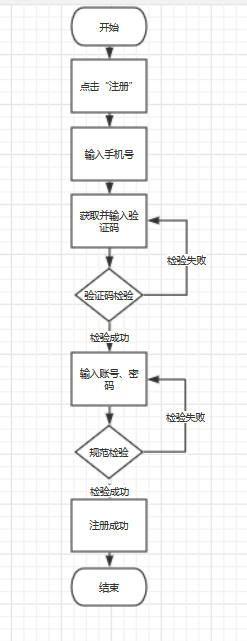 开始
点击“注册”
输入手机号
获取并输入验
证码
检验失败
验证码检验
检验成功
输入账号、密
码
检验失败
规范检验
检验成功
注册成功
结束